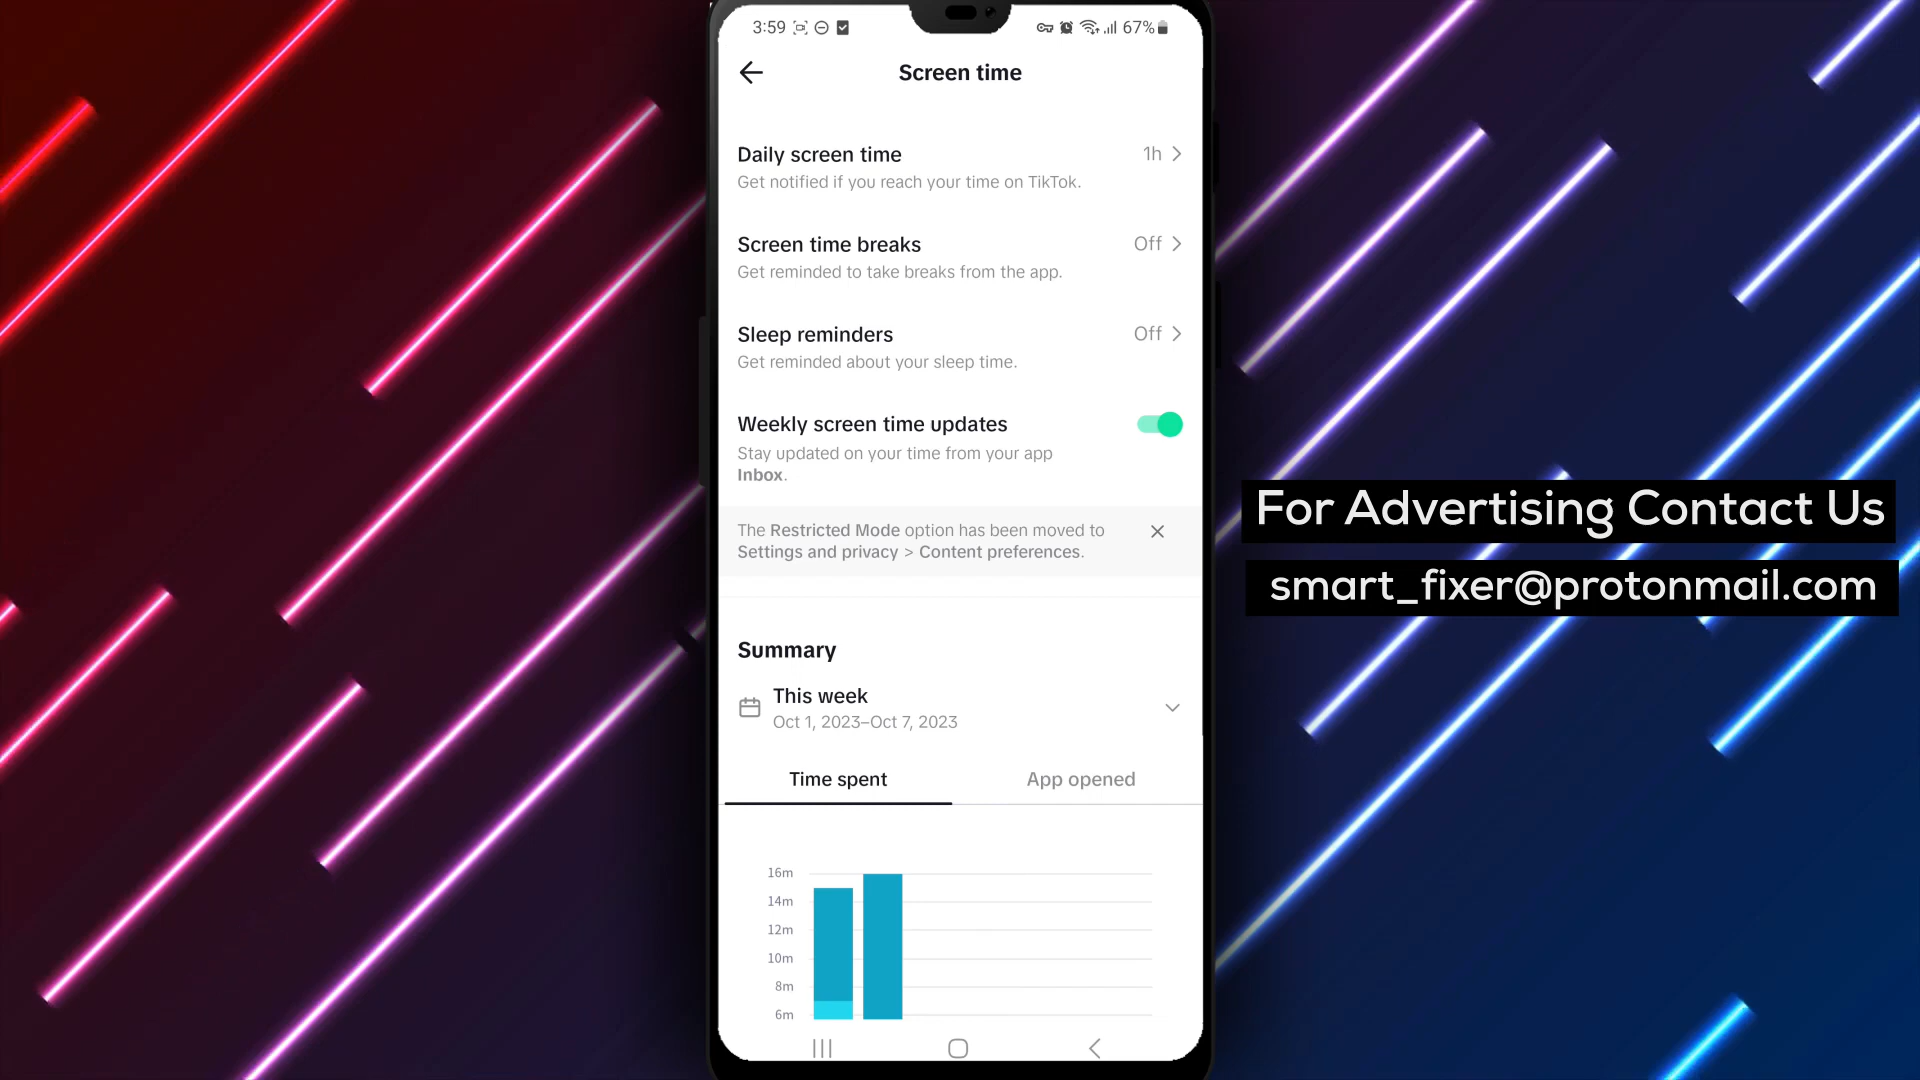 3:59
67%
Screen time
Daily screen time
1h
Get notified if you reach your time on TikTok.
Screen time breaks
Off
Get reminded to take breaks from the app.
Sleep reminders
Off
Get reminded about your sleep time.
Weekly screen time updates
Stay updated on your time from your app
Inbox.
The Restricted Mode option has been moved to
Settings and privacy > Content preferences.
Summary
This week
Oct 1, 2023–Oct 7, 2023
Time spent
App opened
16m
14m
12m
10m
8m
6m
For Advertising Contact Us
smart_fixer@protonmail.com